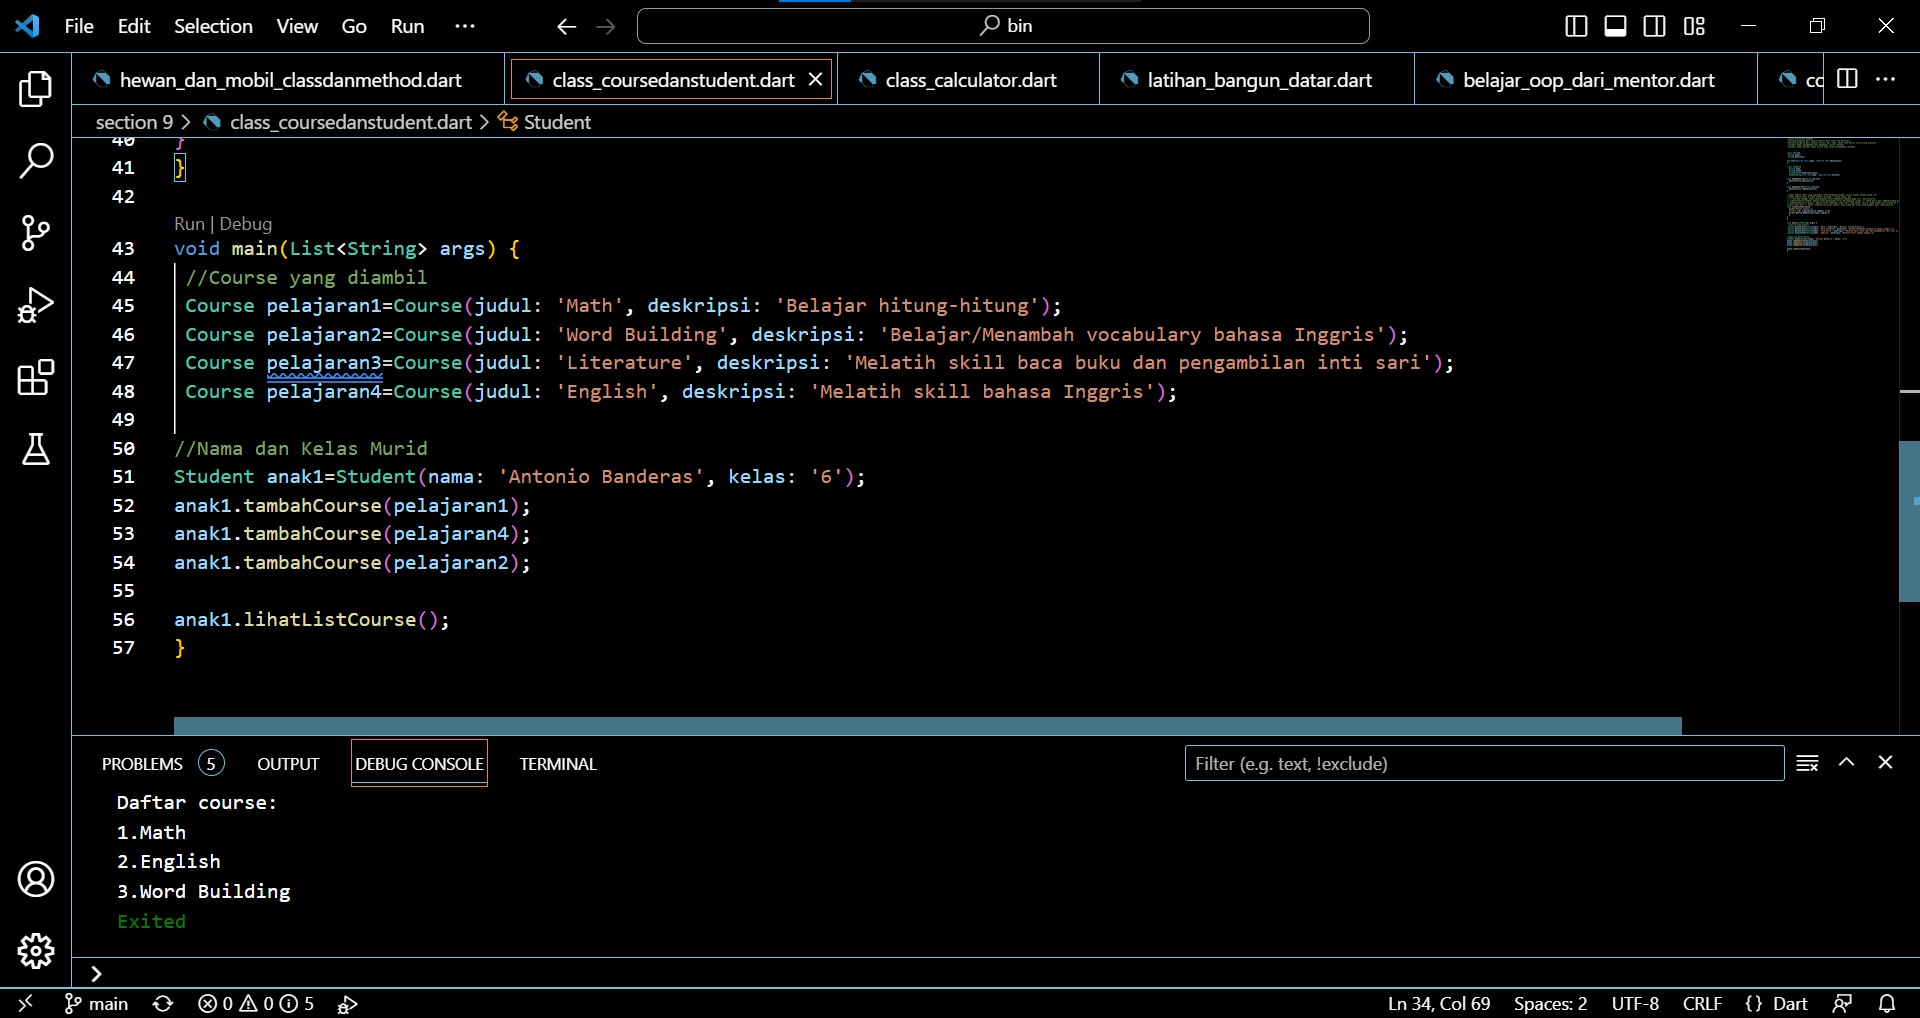 File Edit Selection View Go Run ··· bin
hewan_dan_mobil_classdanmethod.dart class_coursedanstudent.dart class_calculator.dart latihan_bangun_datar.dart belajar_oop_dari_mentor.dart
section 9 > class_coursedanstudent.dart > Student
40 }
41 }
42
Run | Debug
43 void main(List<String> args) {
44 //Course yang diambil
45 Course pelajaran1=Course(judul: 'Math', deskripsi: 'Belajar hitung-hitung');
46 Course pelajaran2=Course(judul: 'Word Building', deskripsi: 'Belajar/Menambah vocabulary bahasa Inggris');
47 Course pelajaran3=Course(judul: 'Literature', deskripsi: 'Melatih skill baca buku dan pengambilan inti sari');
48 Course pelajaran4=Course(judul: 'English', deskripsi: 'Melatih skill bahasa Inggris');
49
50 //Nama dan Kelas Murid
51 Student anak1=Student(nama: 'Antonio Banderas', kelas: '6');
52 anak1.tambahCourse(pelajaran1);
53 anak1.tambahCourse(pelajaran4);
54 anak1.tambahCourse(pelajaran2);
55
56 anak1.lihatListCourse();
57 }
PROBLEMS 5 OUTPUT DEBUG CONSOLE TERMINAL Filter (e.g. text, !exclude)
Daftar course:
1.Math
2.English
3.Word Building
Exited
main 0 0 5 Ln 34, Col 69 Spaces: 2 UTF-8 CRLF {} Dart